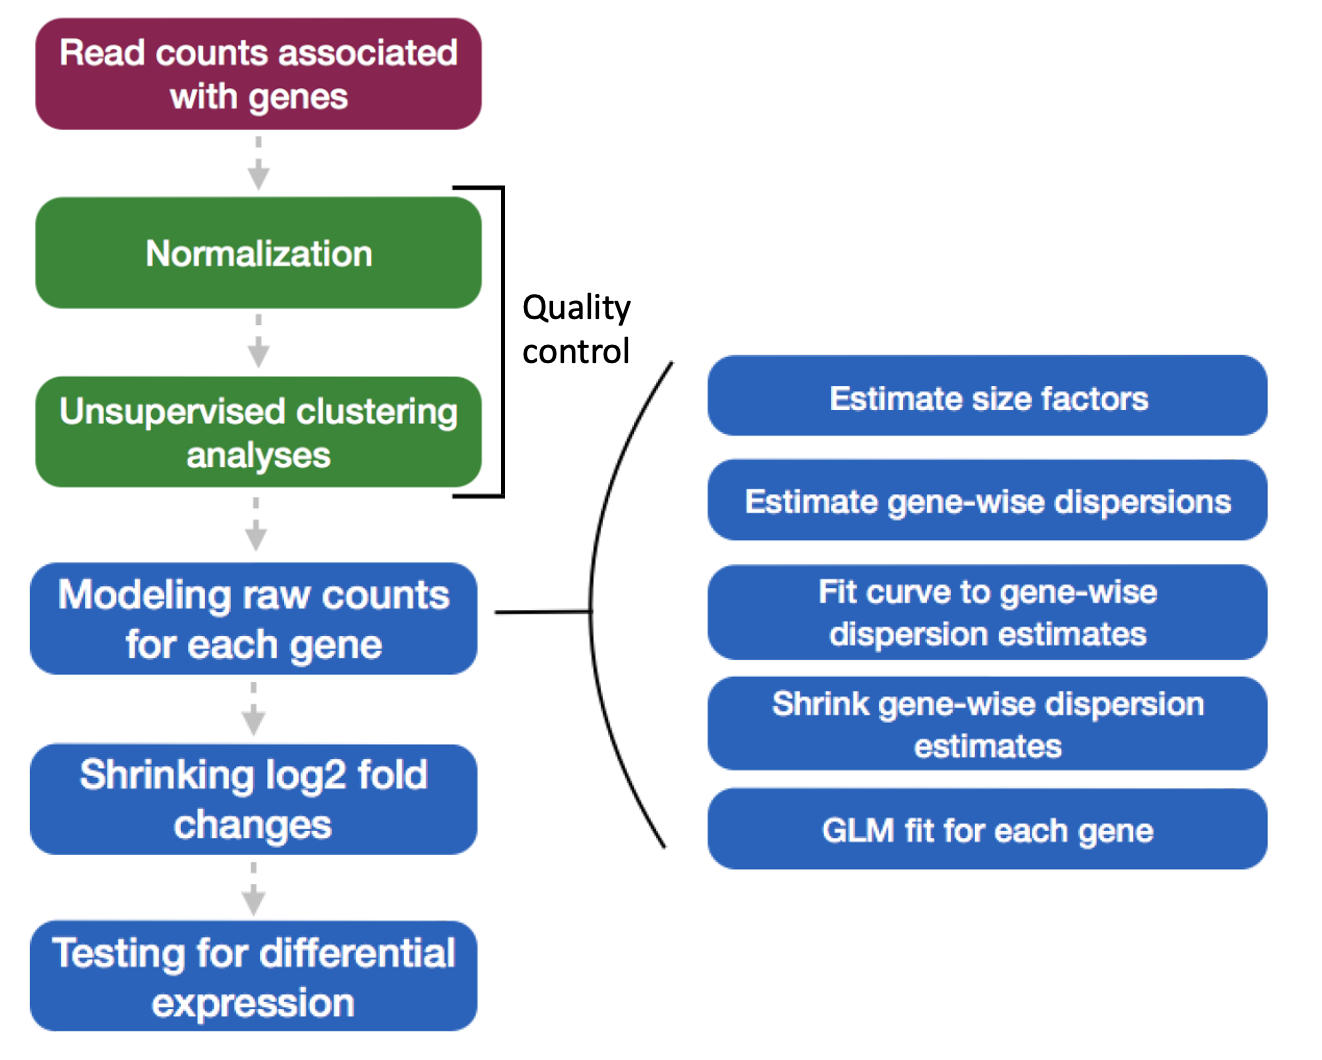 Read counts associated
with genes
Normalization
Unsupervised clustering
analyses
Quality
control
Modeling raw counts
for each gene
Shrinking log2 fold
changes
Testing for differential
expression
Estimate size factors
Estimate gene-wise dispersions
Fit curve to gene-wise
dispersion estimates
Shrink gene-wise dispersion
estimates
GLM fit for each gene